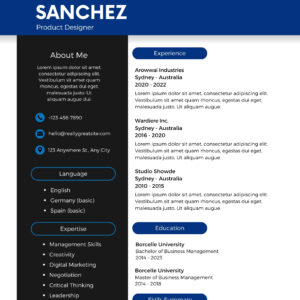 SANCHEZ
Product Designer
About Me
Lorem ipsum dolor sit amet,
consectetur adipiscing elit.
Vestibulum sit amet quam
rhoncus, egestas dui eget,
malesuada justo. Ut aliquam
augue.
-123-456-7890
hello@reallygreatsite.com
123 Anywhere St., Any City
Language
English
Germany (basic)
Spain (basic)
Expertise
Management Skills
Creativity
Digital Marketing
Negotiation
Critical Thinking
Leadership
Experience
Arowwai Industries
Sydney - Australia
2020 - 2022
Lorem ipsum dolor sit amet, consectetur adipiscing elit.
Vestibulum sit amet quam rhoncus, egestas dui eget,
malesuada justo. Ut aliquam augue.
Wardiere Inc.
Sydney - Australia
Lorem ipsum dolor sit amet, consectetur adipiscing elit.
Vestibulum sit amet quam rhoncus, egestas dui eget,
malesuada justo. Ut aliquam augue.
Studio Showde
Sydney - Australia
2010 - 2015
Lorem ipsum dolor sit amet, consectetur adipiscing elit.
Vestibulum sit amet quam rhoncus, egestas dui eget,
malesuada justo. Ut aliquam augue.
Education
Borcelle University
Bachelor of Business Management
2014 - 2023
Borcelle University
Master of Business Management
2014 - 2018